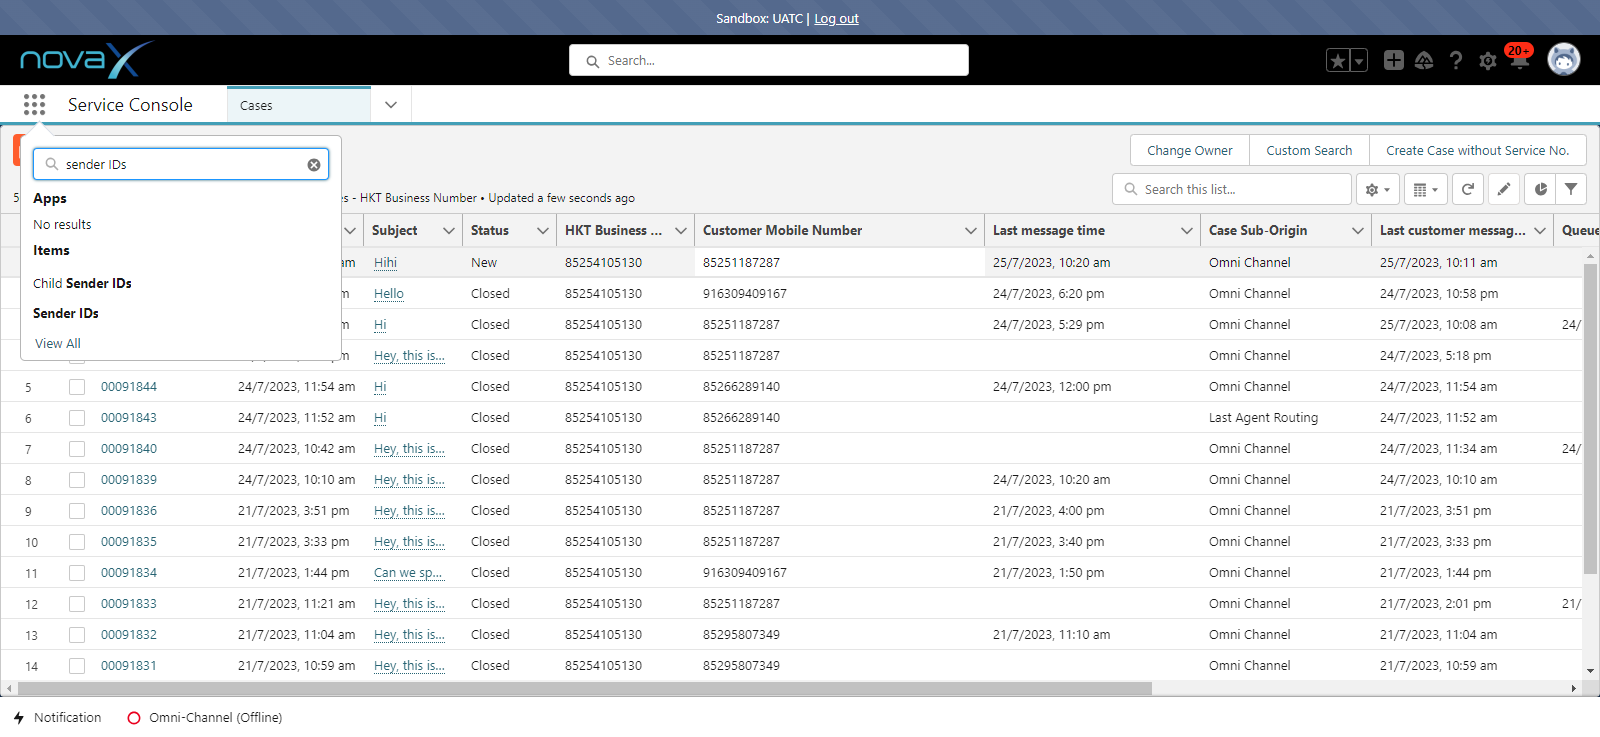 Sandbox: UATC | Log out
novaX
Search...
20+
Service Console
Cases
sender IDs
Apps
No results
Items
Child Sender IDs
Sender IDs
View All
Change Owner
Custom Search
Create Case without Service No.
5
s - HKT Business Number • Updated a few seconds ago
Search this list...
Subject Status HKT Business ... Customer Mobile Number Last message time Case Sub-Origin Last customer messag... Queue
am Hihi New 85254105130 85251187287 25/7/2023, 10:20 am Omni Channel 25/7/2023, 10:11 am
m Hello Closed 85254105130 916309409167 24/7/2023, 6:20 pm Omni Channel 24/7/2023, 10:58 pm
m Hi Closed 85254105130 85251187287 24/7/2023, 5:29 pm Omni Channel 25/7/2023, 10:08 am 24/
Hey, this is... Closed 85254105130 85251187287 Omni Channel 24/7/2023, 5:18 pm
5 00091844 24/7/2023, 11:54 am Hi Closed 85254105130 85266289140 24/7/2023, 12:00 pm Omni Channel 24/7/2023, 11:54 am
6 00091843 24/7/2023, 11:52 am Hi Closed 85254105130 85266289140 Last Agent Routing 24/7/2023, 11:52 am
7 00091840 24/7/2023, 10:42 am Hey, this is... Closed 85254105130 85251187287 Omni Channel 24/7/2023, 11:34 am 24/
8 00091839 24/7/2023, 10:10 am Hey, this is... Closed 85254105130 85251187287 24/7/2023, 10:20 am Omni Channel 24/7/2023, 10:10 am
9 00091836 21/7/2023, 3:51 pm Hey, this is... Closed 85254105130 85251187287 21/7/2023, 4:00 pm Omni Channel 21/7/2023, 3:51 pm
10 00091835 21/7/2023, 3:33 pm Hey, this is... Closed 85254105130 85251187287 21/7/2023, 3:40 pm Omni Channel 21/7/2023, 3:33 pm
11 00091834 21/7/2023, 1:44 pm Can we sp... Closed 85254105130 916309409167 21/7/2023, 1:50 pm Omni Channel 21/7/2023, 1:44 pm
12 00091833 21/7/2023, 11:21 am Hey, this is... Closed 85254105130 85251187287 Omni Channel 21/7/2023, 2:01 pm 21/
13 00091832 21/7/2023, 11:04 am Hey, this is... Closed 85254105130 85295807349 21/7/2023, 11:10 am Omni Channel 21/7/2023, 11:04 am
14 00091831 21/7/2023, 10:59 am Hey, this is... Closed 85254105130 85295807349 Omni Channel 21/7/2023, 10:59 am
Notification Omni-Channel (Offline)